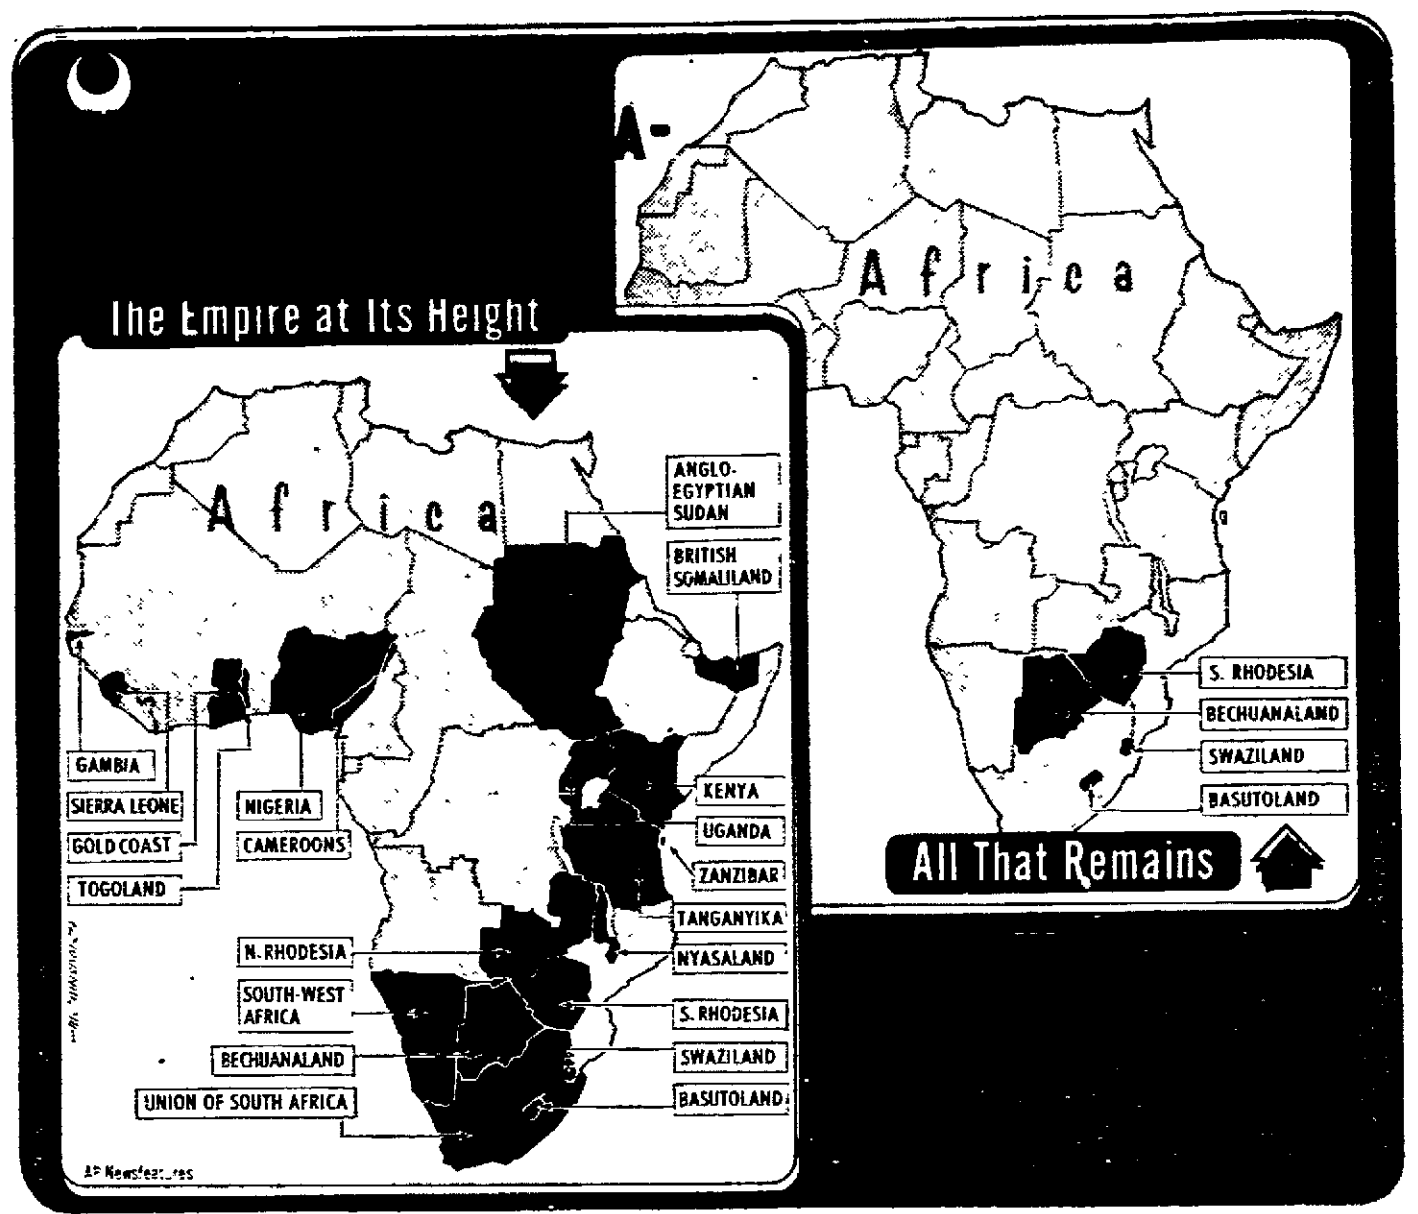 A-
Africa
S. RHODESIA
BECHUANALAND
SWAZILAND
BASUTOLAND
All That Remains
The Empire at Its Height
Africa
ANGLO-
EGYPTIAN
SUDAN
BRITISH
SOMALILAND
GAMBIA
SIERRA LEONE
GOLD COAST
TOGOLAND
NIGERIA
CAMEROONS
KENYA
UGANDA
ZANZIBAR
TANGANYIKA
NYASALAND
N. RHODESIA
SOUTH-WEST
AFRICA
BECHUANALAND
UNION OF SOUTH AFRICA
S. RHODESIA
SWAZILAND
BASUTOLAND
AP Newsfeatures